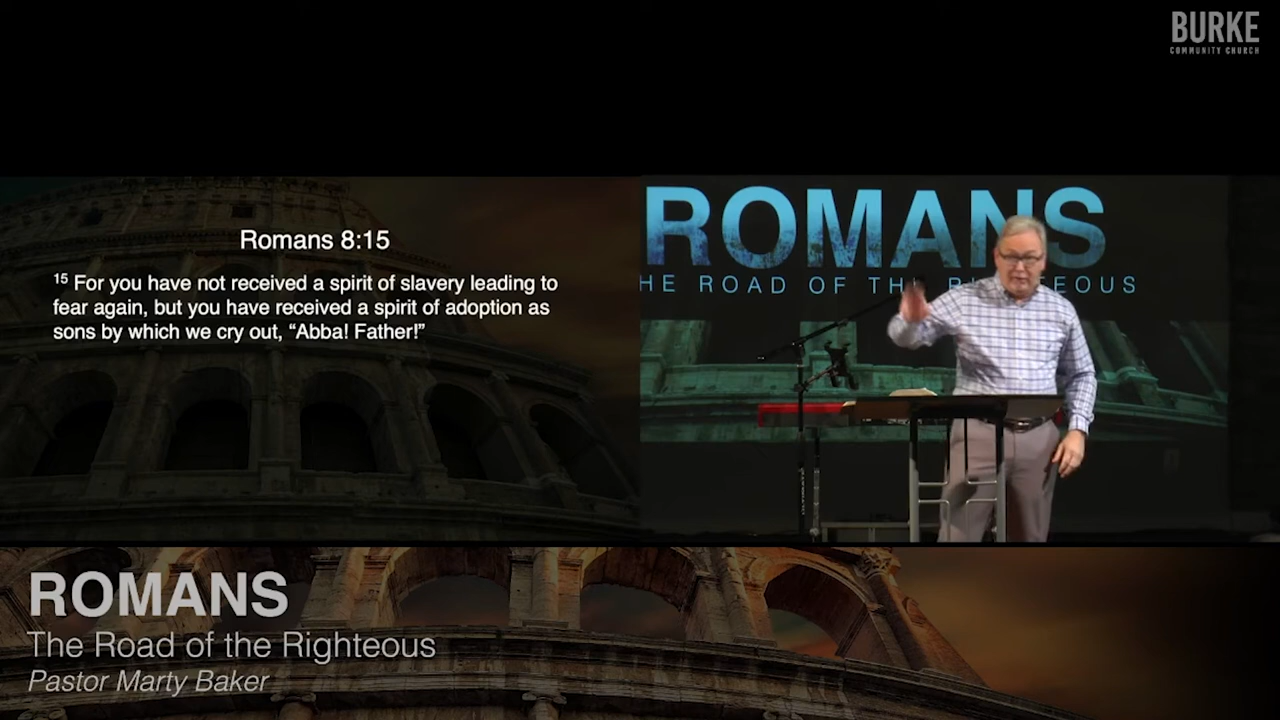 BURKE
COMMUNITY CHURCH
Romans 8:15
15 For you have not received a spirit of slavery leading to
fear again, but you have received a spirit of adoption as
sons by which we cry out, “Abba! Father!”
ROMANS
HE ROAD OF TH RI TEOUS
ROMANS
The Road of the Righteous
Pastor Marty Baker